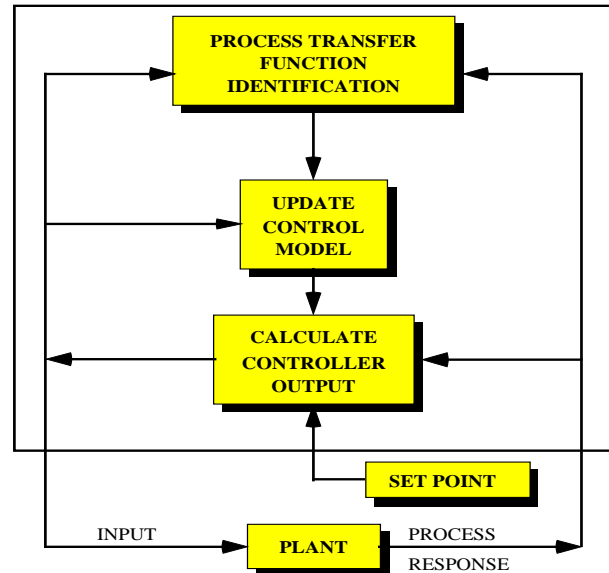 PROCESS TRANSFER
FUNCTION
IDENTIFICATION
UPDATE
CONTROL
MODEL
CALCULATE
CONTROLLER
OUTPUT
SET POINT
INPUT
PLANT
PROCESS
RESPONSE